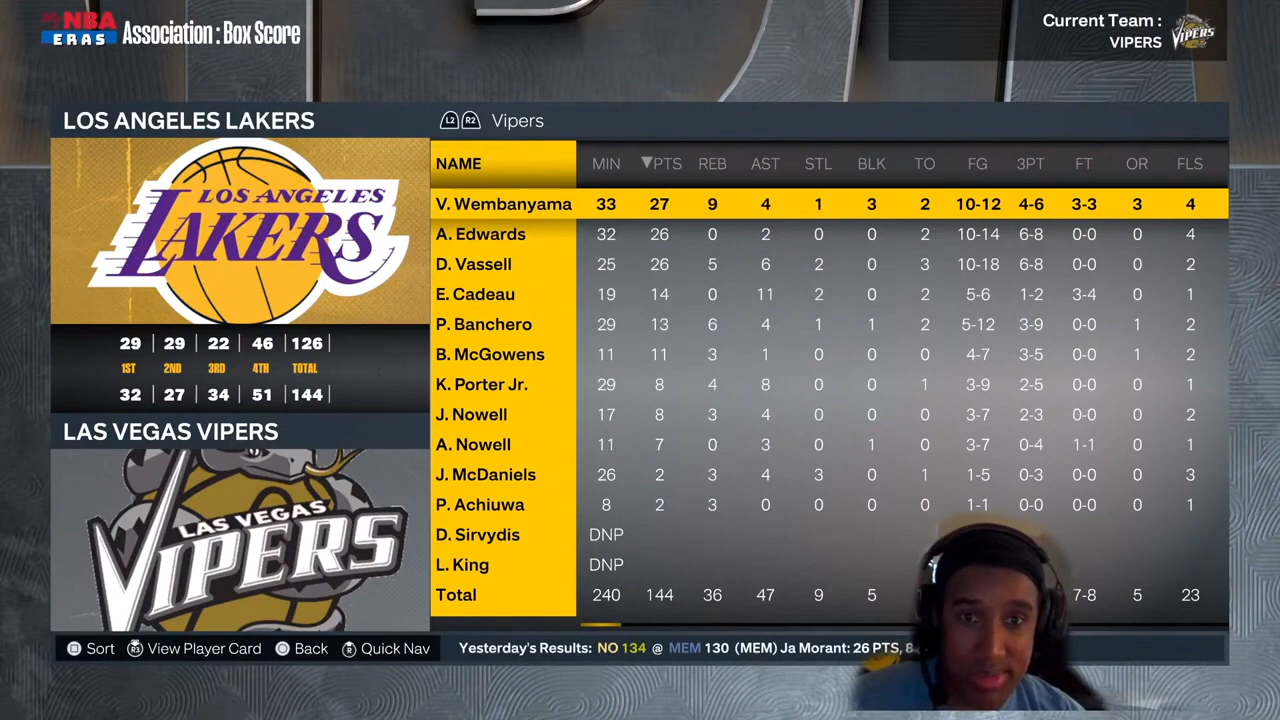 MyNBA
ERAS
Association : Box Score
Current Team :
VIPERS
VIPERS
LOS ANGELES LAKERS
L2 R2 Vipers
LOS ANGELES
LAKERS
29 | 29 | 22 | 46 | 126 |
1ST 2ND 3RD 4TH TOTAL
32 | 27 | 34 | 51 | 144 |
LAS VEGAS VIPERS
LAS VEGAS
VIPERS
NAME MIN ▼PTS REB AST STL BLK TO FG 3PT FT OR FLS
V. Wembanyama 33 27 9 4 1 3 2 10-12 4-6 3-3 3 4
A. Edwards 32 26 0 2 0 0 2 10-14 6-8 0-0 0 4
D. Vassell 25 26 5 6 2 0 3 10-18 6-8 0-0 0 2
E. Cadeau 19 14 0 11 2 0 2 5-6 1-2 3-4 0 1
P. Banchero 29 13 6 4 1 1 2 5-12 3-9 0-0 1 2
B. McGowens 11 11 3 1 0 0 0 4-7 3-5 0-0 1 2
K. Porter Jr. 29 8 4 8 0 0 1 3-9 2-5 0-0 0 1
J. Nowell 17 8 3 4 0 0 0 3-7 2-3 0-0 0 2
A. Nowell 11 7 0 3 0 1 0 3-7 0-4 1-1 0 1
J. McDaniels 26 2 3 4 3 0 1 1-5 0-3 0-0 0 3
P. Achiuwa 8 2 3 0 0 0 0 1-1 0-0 0-0 0 1
D. Sirvydis DNP
L. King DNP
Total 240 144 36 47 9 5 7-8 5 23
Sort R3 View Player Card Back R Quick Nav
Yesterday's Results: NO 134 @ MEM 130 (MEM) Ja Morant: 26 PTS, 8